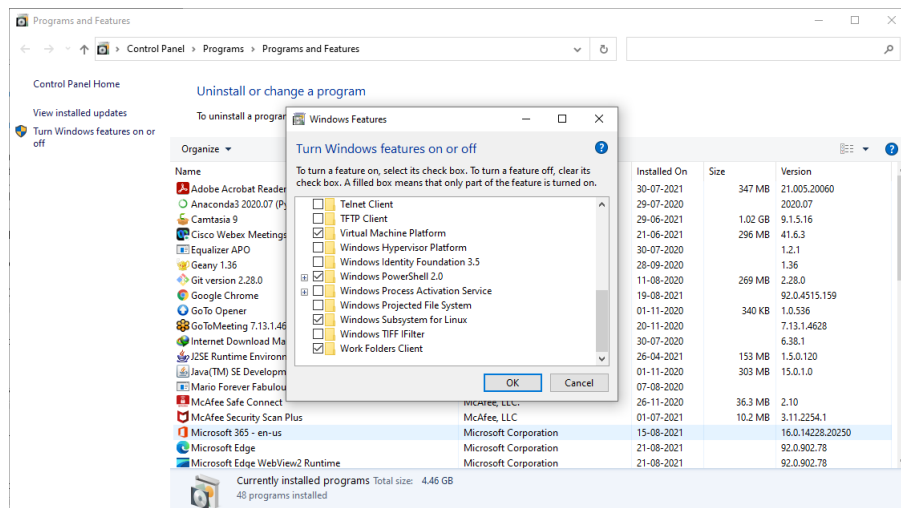 Programs and Features
Control Panel > Programs > Programs and Features
Control Panel Home
View installed updates
Turn Windows features on or
off
Uninstall or change a program
To uninstall a program
Organize
Name
Installed On Size Version
Adobe Acrobat Reader 30-07-2021 347 MB 21.005.20060
Anaconda3 2020.07 (Py 29-07-2020 2020.07
Camtasia 9 29-06-2021 1.02 GB 9.1.5.16
Cisco Webex Meetings 21-06-2021 296 MB 41.6.3
Equalizer APO 30-07-2020 1.2.1
Geany 1.36 28-09-2020 1.36
Git version 2.28.0 11-08-2020 269 MB 2.28.0
Google Chrome 19-08-2021 92.0.4515.159
GoTo Opener 01-11-2020 340 KB 1.0.536
GoToMeeting 7.13.1.46 20-11-2020 7.13.1.4628
Internet Download Ma 30-07-2020 6.38.1
J2SE Runtime Environn 26-04-2021 153 MB 1.5.0.120
Java(TM) SE Developm 01-11-2020 303 MB 15.0.1.0
Mario Forever Fabulou 07-08-2020
McAfee Safe Connect McAfee, LLC. 26-11-2020 36.3 MB 2.10
McAfee Security Scan Plus McAfee, LLC 01-07-2021 10.2 MB 3.11.2254.1
Microsoft 365 - en-us Microsoft Corporation 15-08-2021 16.0.14228.20250
Microsoft Edge Microsoft Corporation 21-08-2021 92.0.902.78
Microsoft Edge WebView2 Runtime Microsoft Corporation 21-08-2021 92.0.902.78
Currently installed programs Total size: 4.46 GB
48 programs installed
Windows Features
Turn Windows features on or off
To turn a feature on, select its check box. To turn a feature off, clear its
check box. A filled box means that only part of the feature is turned on.
Telnet Client
TFTP Client
Virtual Machine Platform
Windows Hypervisor Platform
Windows Identity Foundation 3.5
Windows PowerShell 2.0
Windows Process Activation Service
Windows Projected File System
Windows Subsystem for Linux
Windows TIFF IFilter
Work Folders Client
OK Cancel